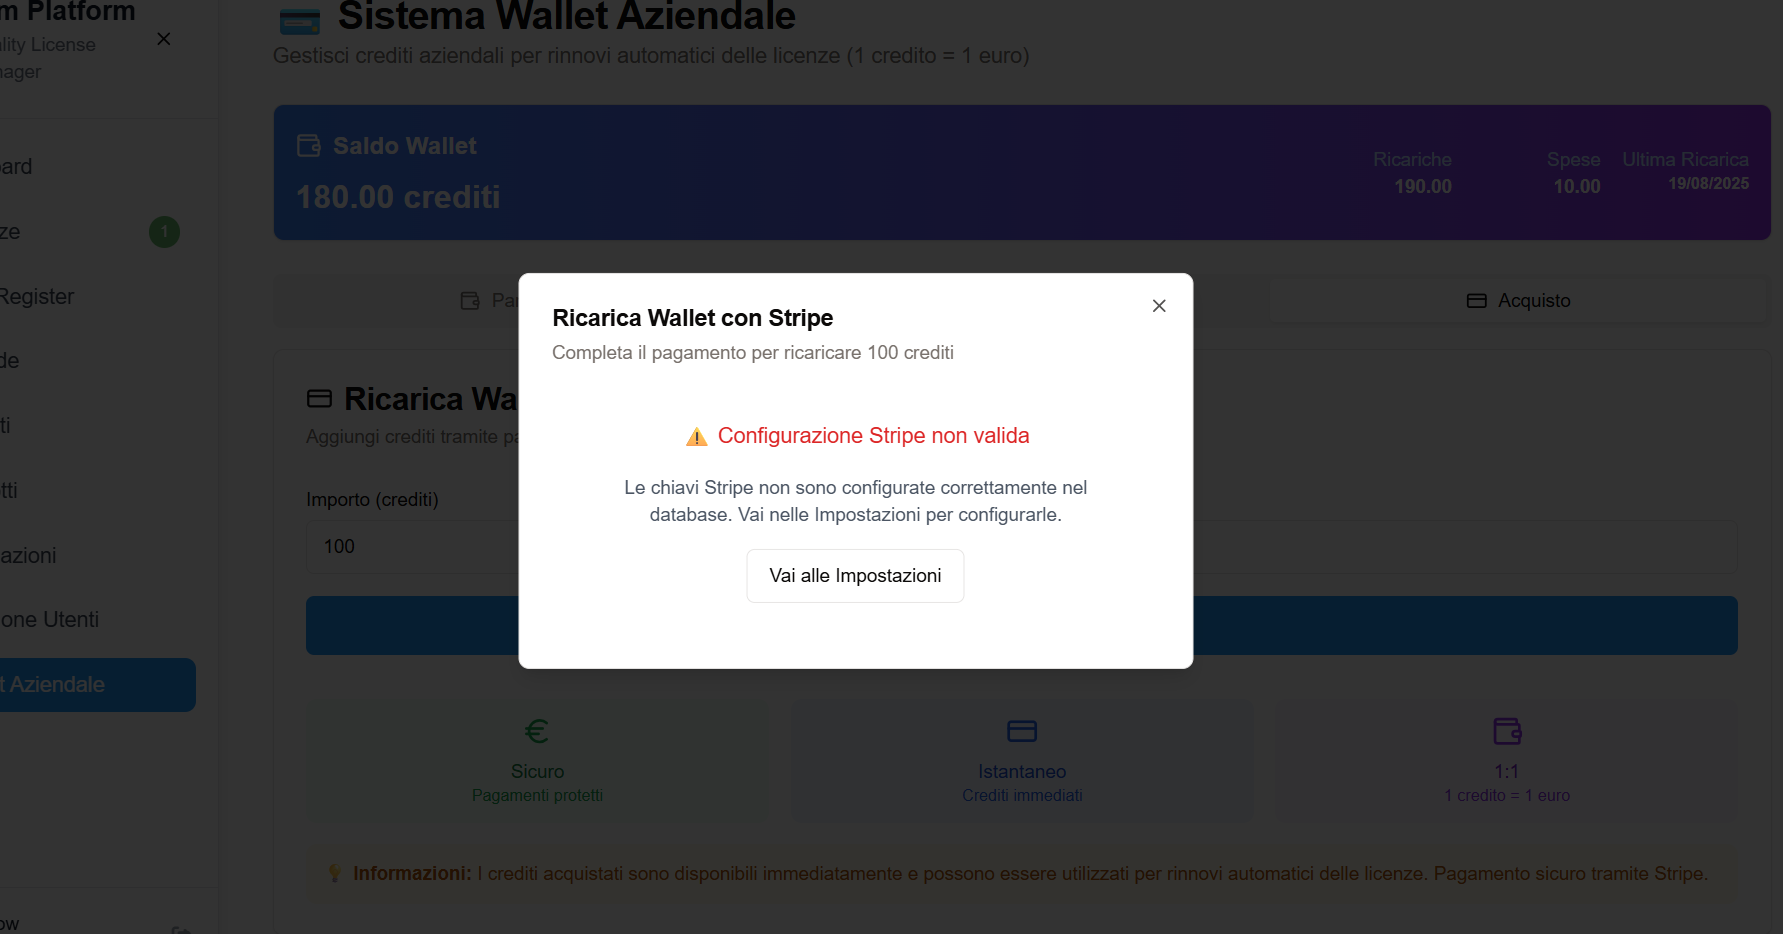 m Platform
lity License
nager
ard
ze
1
Register
de
ti
tti
azioni
one Utenti
t Aziendale
ow
Sistema Wallet Aziendale
Gestisci crediti aziendali per rinnovi automatici delle licenze (1 credito = 1 euro)
Saldo Wallet
180.00 crediti
Ricariche
190.00
Spese
10.00
Ultima Ricarica
19/08/2025
Pan
Acquisto
Ricarica Wa
Aggiungi crediti tramite pa
Importo (crediti)
100
Ricarica Wallet con Stripe
Completa il pagamento per ricaricare 100 crediti
⚠️ Configurazione Stripe non valida
Le chiavi Stripe non sono configurate correttamente nel
database. Vai nelle Impostazioni per configurarle.
Vai alle Impostazioni
Sicuro
Pagamenti protetti
Istantaneo
Crediti immediati
1:1
1 credito = 1 euro
💡 Informazioni: I crediti acquistati sono disponibili immediatamente e possono essere utilizzati per rinnovi automatici delle licenze. Pagamento sicuro tramite Stripe.